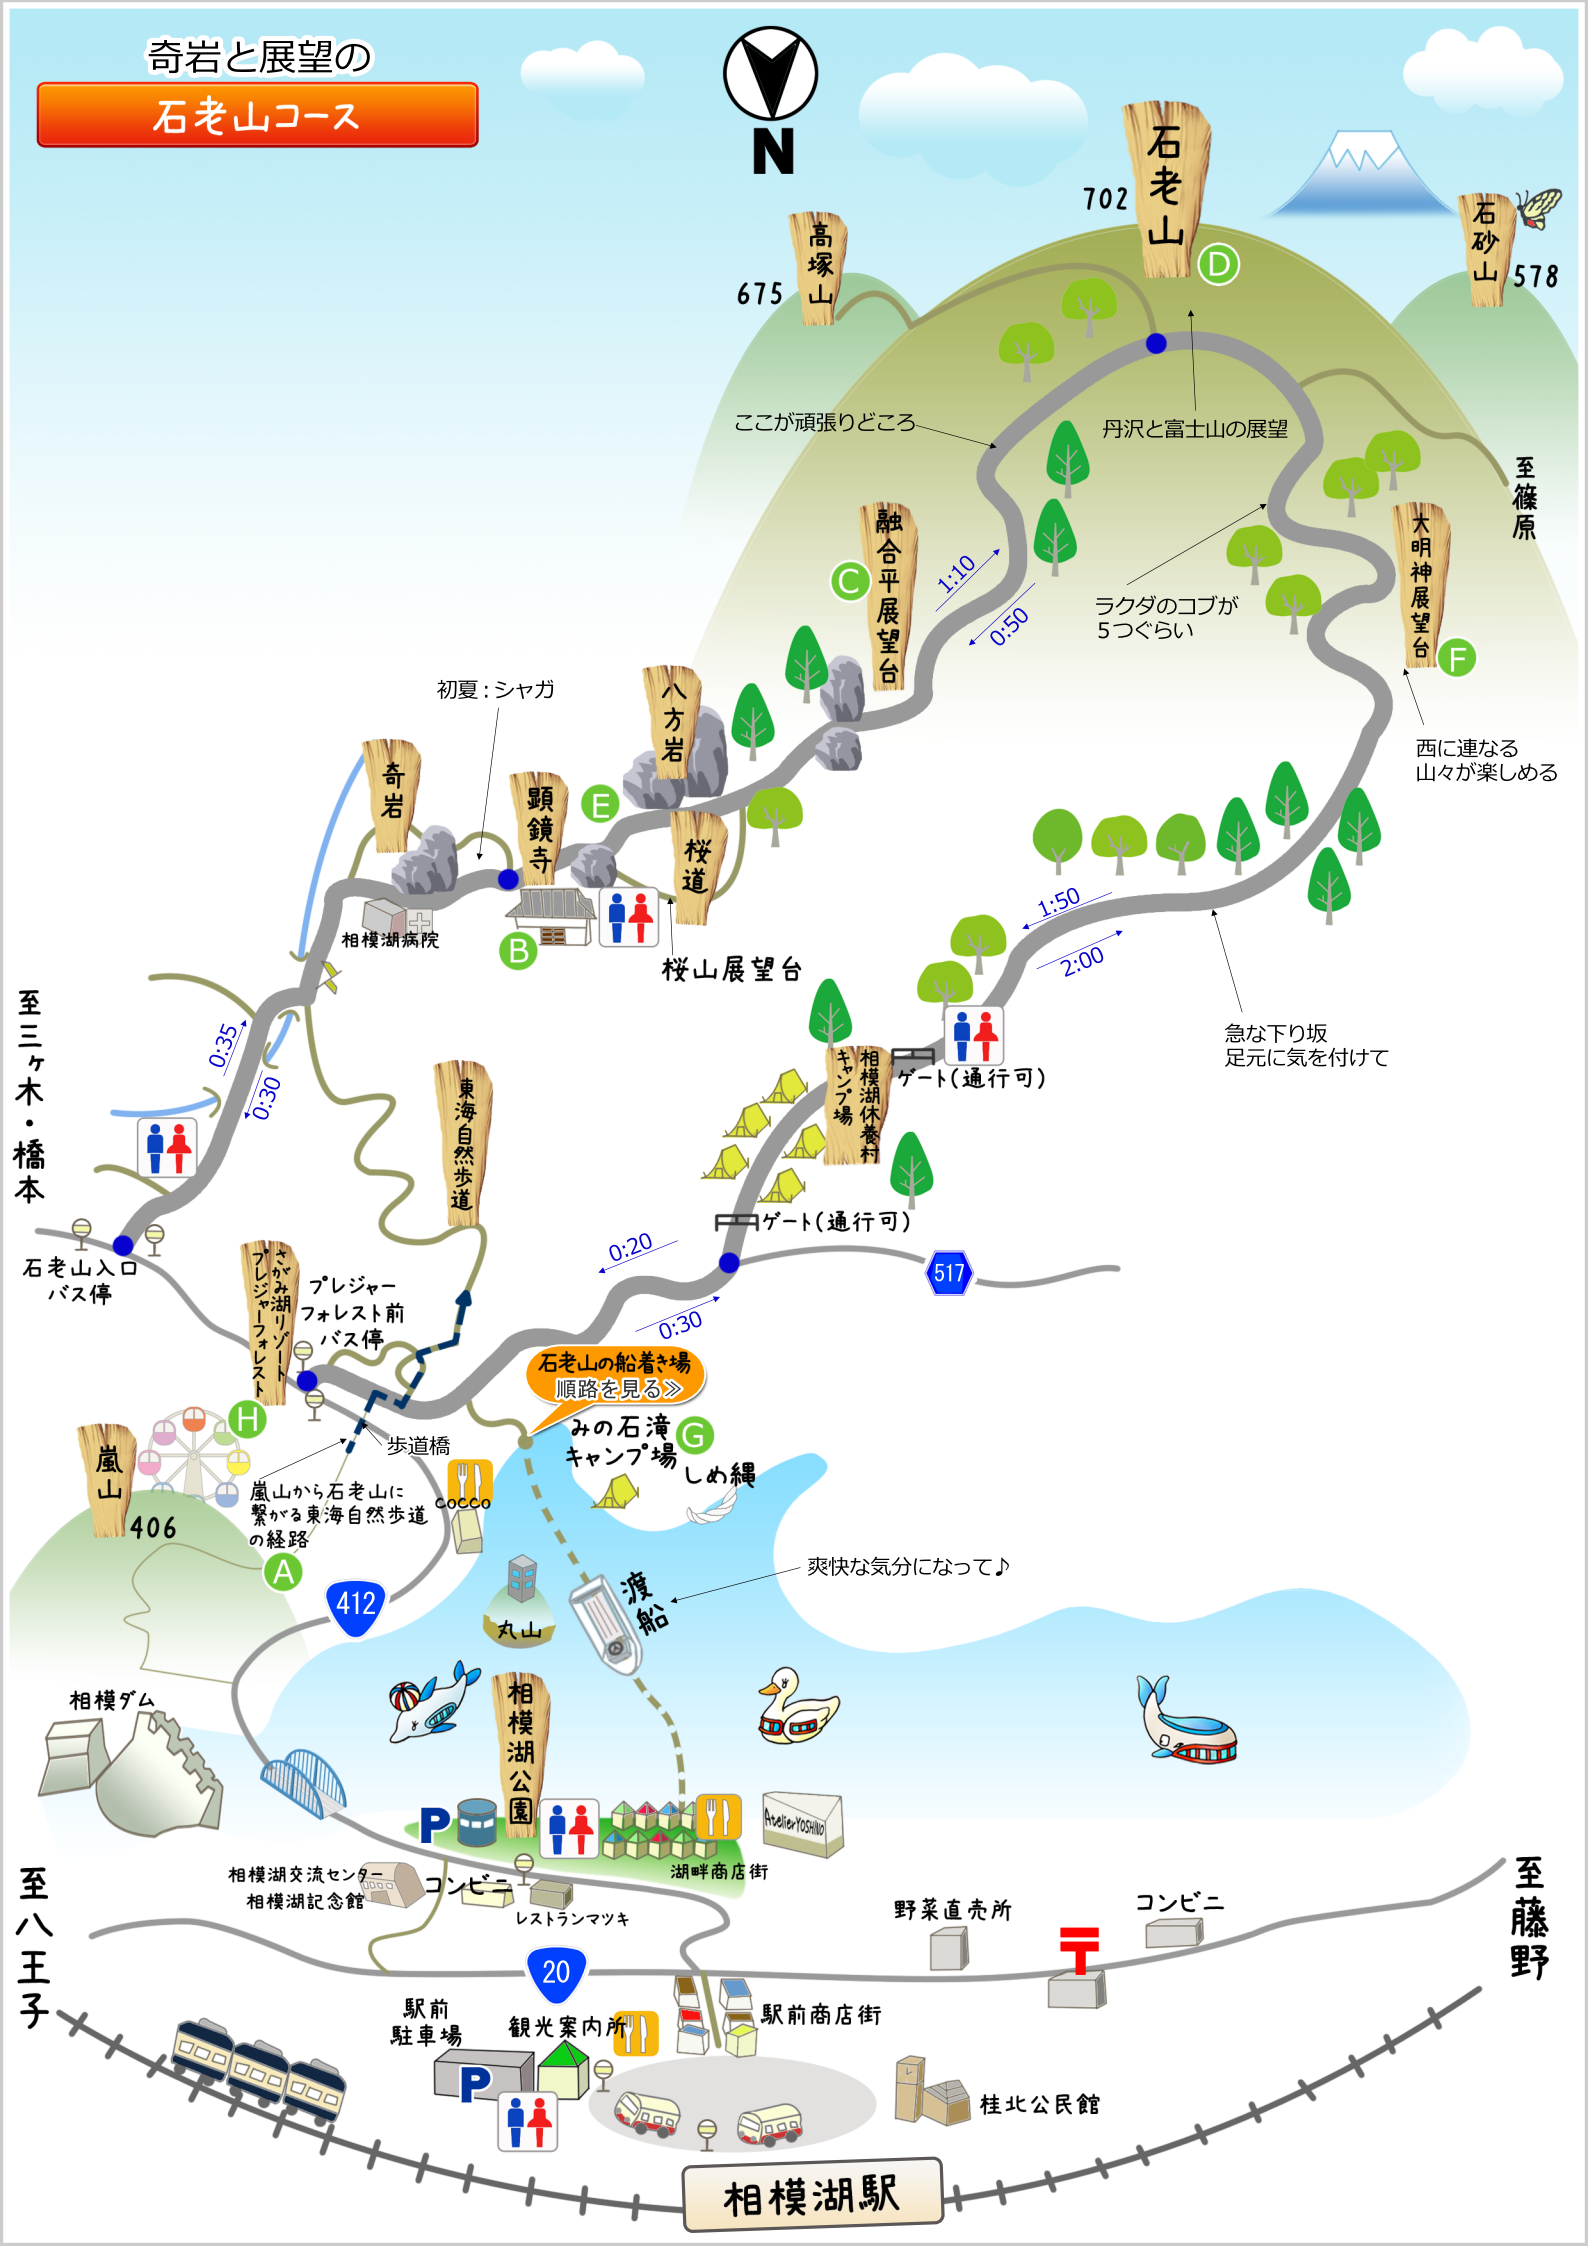 奇岩と展望の
石老山コース
N
石老山
702
D
高塚山
675
石砂山
578
ここが頑張りどころ
丹沢と富士山の展望
至篠原
融合平展望台
C
1:10
0:50
ラクダのコブが
5つぐらい
大明神展望台
F
西に連なる
山々が楽しめる
初夏:シャガ
八方岩
奇岩
顕鏡寺
E
桜道
相模湖病院
B
桜山展望台
1:50
2:00
急な下り坂
足元に気を付けて
至三ヶ木・橋本
0:35
0:30
東海自然歩道
相模湖休養村
キャンプ場
ゲート(通行可)
ゲート(通行可)
石老山入口
バス停
さがみ湖リゾート
プレジャーフォレスト
プレジャー
フォレスト前
バス停
0:20
0:30
517
石老山の船着き場
順路を見る≫
H
みの石滝
キャンプ場
G
しめ縄
歩道橋
嵐山
406
嵐山から石老山に
繋がる東海自然歩道
の経路
COCCO
A
412
爽快な気分になって♪
渡船
丸山
相模ダム
相模湖公園
P
AtelierYOSHINO
湖畔商店街
相模湖交流センター
相模湖記念館
コンビニ
レストランマツキ
野菜直売所
コンビニ
〒
至藤野
至八王子
20
駅前
駐車場
P
観光案内所
駅前商店街
桂北公民館
相模湖駅